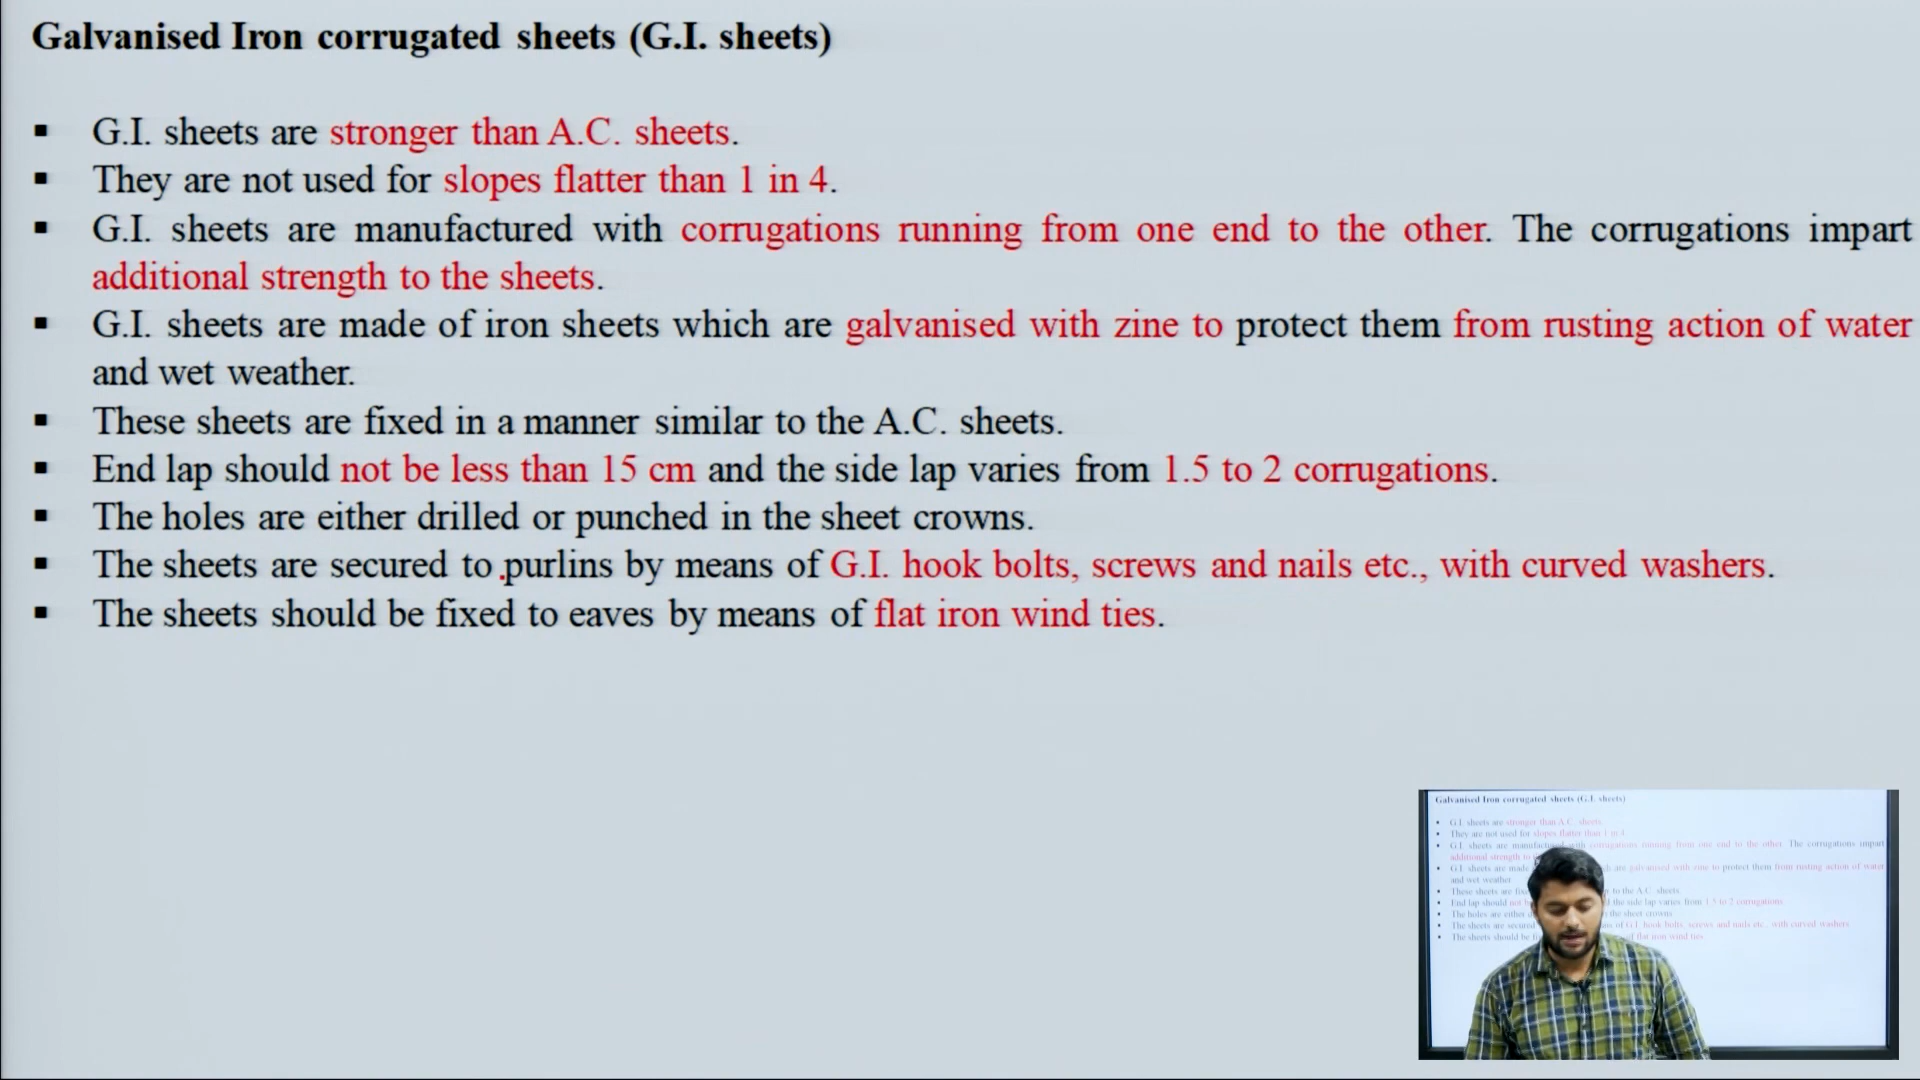 Galvanised Iron corrugated sheets (G.I. sheets)
▪ G.I. sheets are stronger than A.C. sheets.
▪ They are not used for slopes flatter than 1 in 4.
▪ G.I. sheets are manufactured with corrugations running from one end to the other. The corrugations impart
additional strength to the sheets.
▪ G.I. sheets are made of iron sheets which are galvanised with zine to protect them from rusting action of water
and wet weather.
▪ These sheets are fixed in a manner similar to the A.C. sheets.
▪ End lap should not be less than 15 cm and the side lap varies from 1.5 to 2 corrugations.
▪ The holes are either drilled or punched in the sheet crowns.
▪ The sheets are secured to purlins by means of G.I. hook bolts, screws and nails etc., with curved washers.
▪ The sheets should be fixed to eaves by means of flat iron wind ties.
Galvanised Iron corrugated sheets (G.I. sheets)